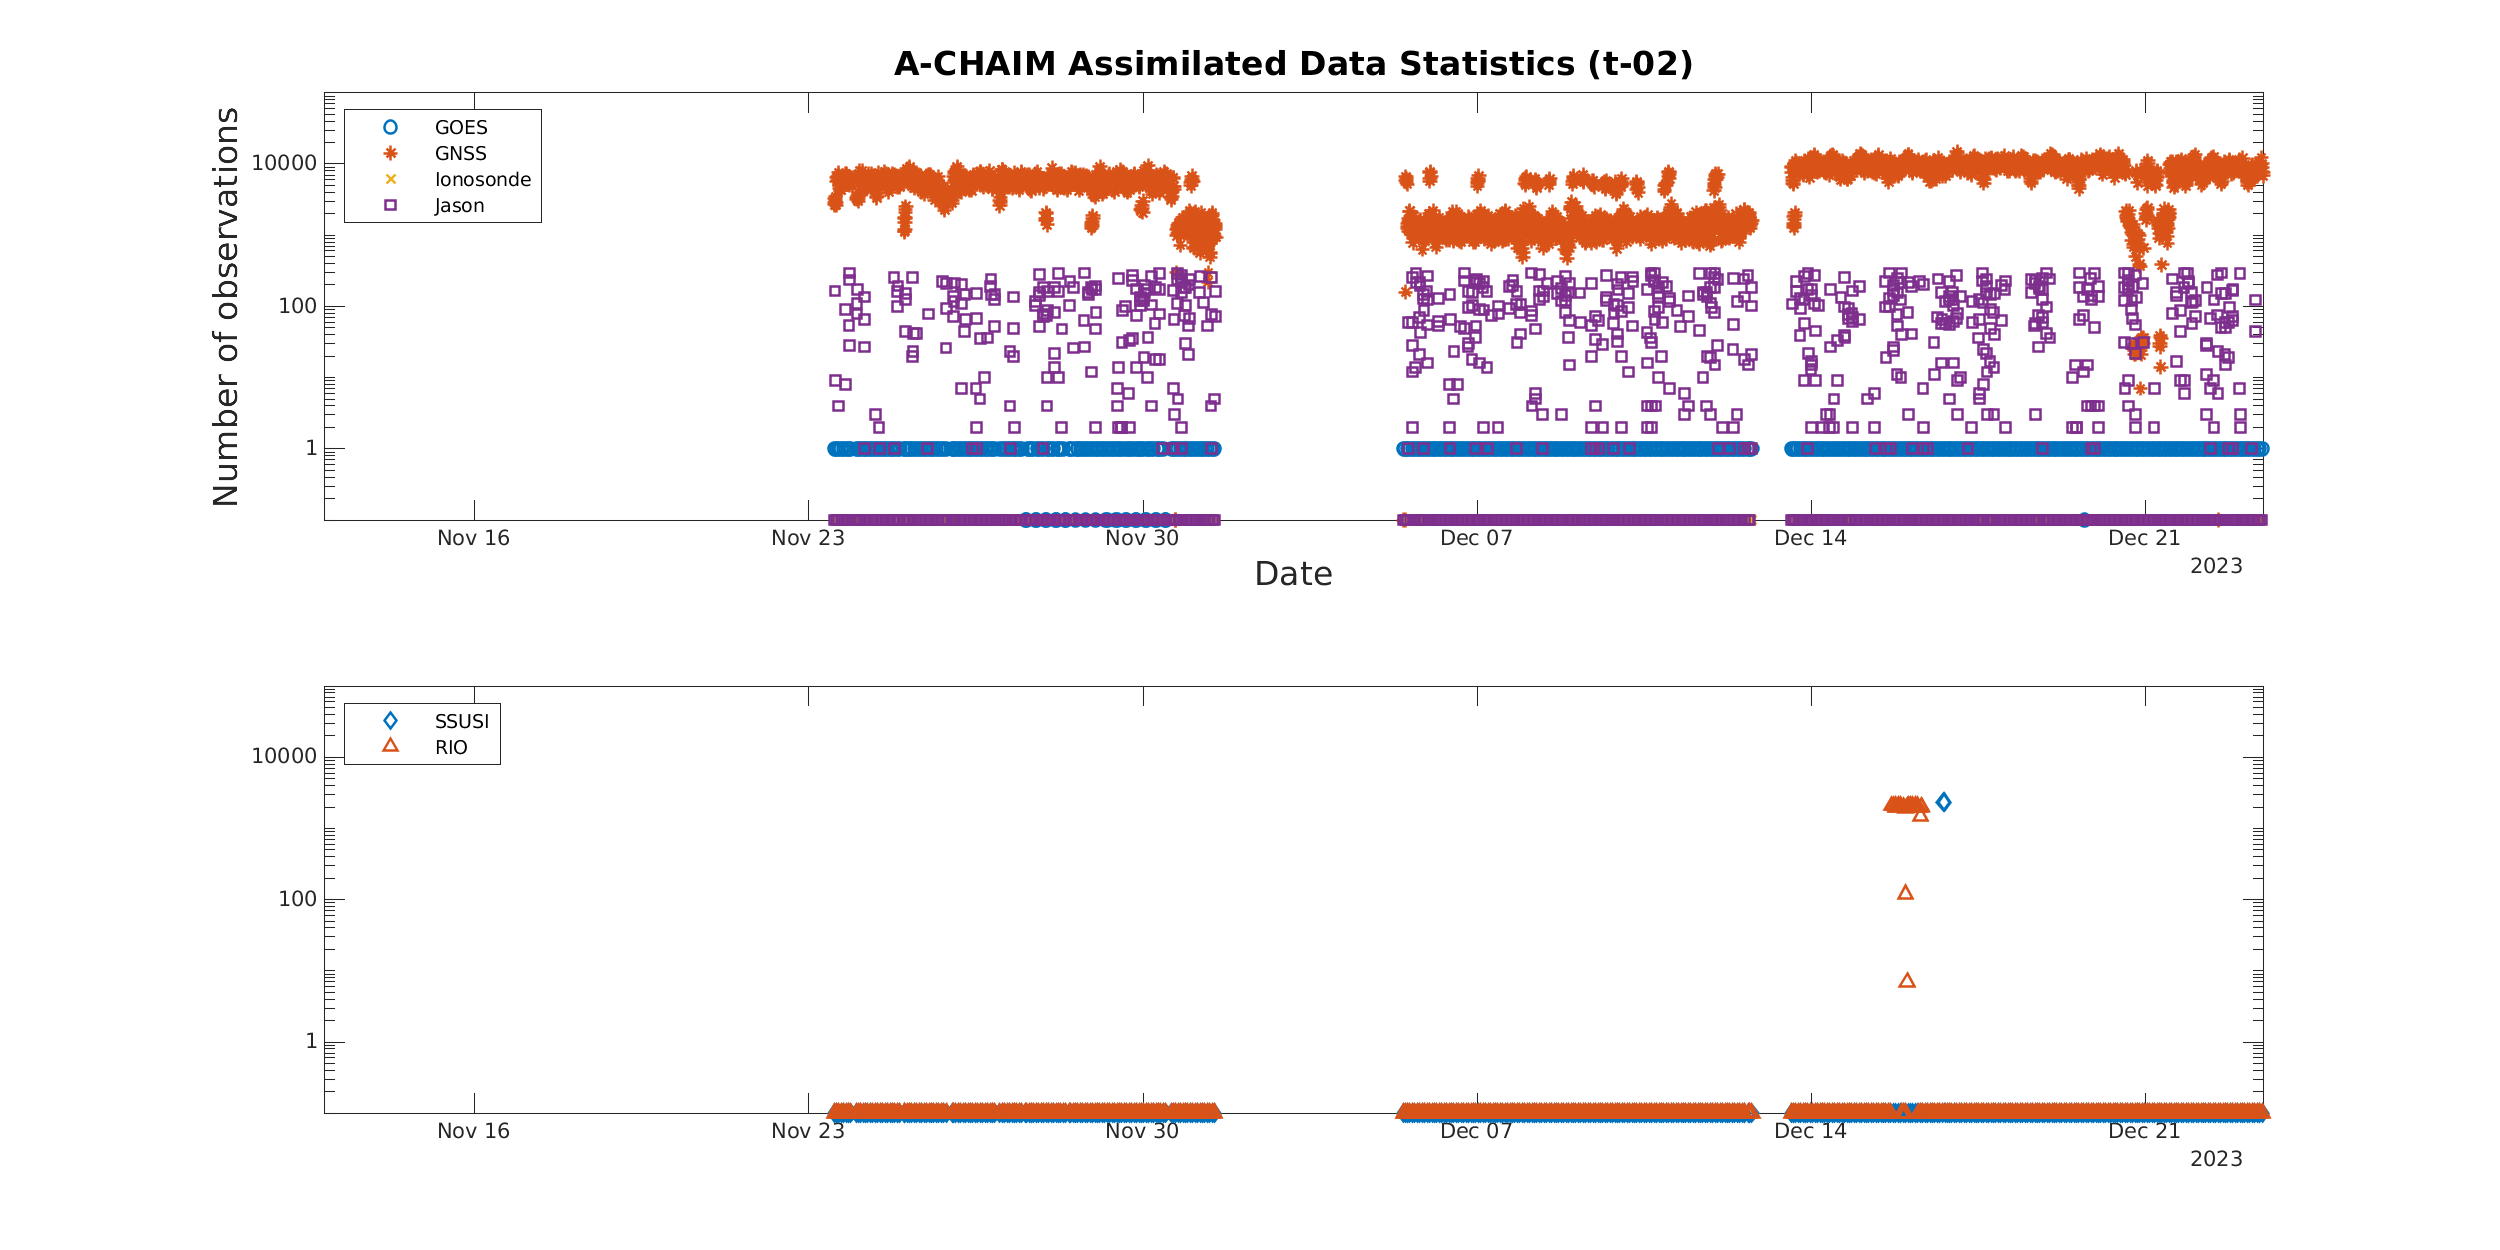 A-CHAIM Assimilated Data Statistics (t-02)
Number of observations
10000
100
1
GOES
GNSS
Ionosonde
Jason
Nov 16
Nov 23
Nov 30
Dec 07
Dec 14
Dec 21
2023
Date
10000
100
1
SSUSI
RIO
Nov 16
Nov 23
Nov 30
Dec 07
Dec 14
Dec 21
2023